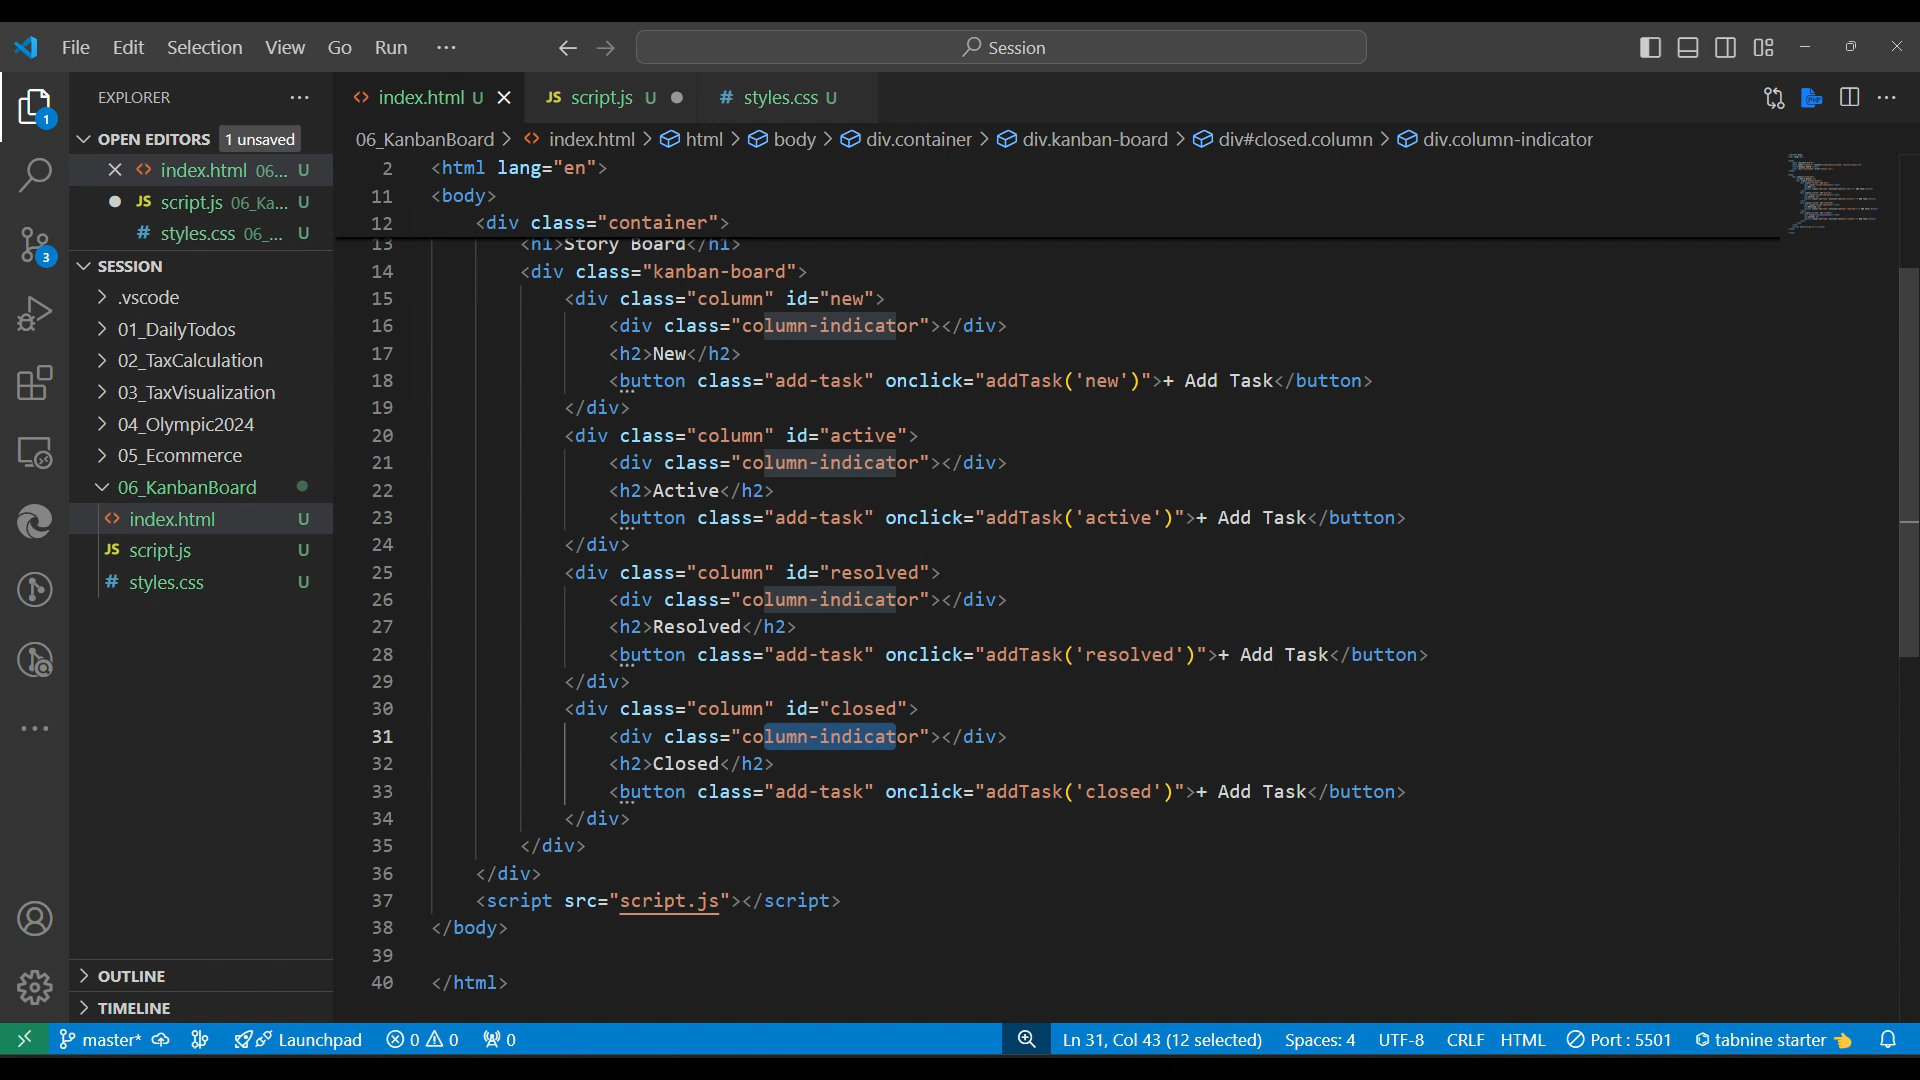 File Edit Selection View Go Run ··· Session
EXPLORER ···
OPEN EDITORS 1 unsaved
index.html 06... U
JS script.js 06_Ka... U
# styles.css 06_... U
SESSION
.vscode
01_DailyTodos
02_TaxCalculation
03_TaxVisualization
04_Olympic2024
05_Ecommerce
06_KanbanBoard
index.html U
JS script.js U
# styles.css U
OUTLINE
TIMELINE
1
3
index.html U JS script.js U # styles.css U
06_KanbanBoard > index.html > html > body > div.container > div.kanban-board > div#closed.column > div.column-indicator
2 <html lang="en">
11 <body>
12 <div class="container">
13 <h1>Story Board</h1>
14 <div class="kanban-board">
15 <div class="column" id="new">
16 <div class="column-indicator"></div>
17 <h2>New</h2>
18 <button class="add-task" onclick="addTask('new')">+ Add Task</button>
19 </div>
20 <div class="column" id="active">
21 <div class="column-indicator"></div>
22 <h2>Active</h2>
23 <button class="add-task" onclick="addTask('active')">+ Add Task</button>
24 </div>
25 <div class="column" id="resolved">
26 <div class="column-indicator"></div>
27 <h2>Resolved</h2>
28 <button class="add-task" onclick="addTask('resolved')">+ Add Task</button>
29 </div>
30 <div class="column" id="closed">
31 <div class="column-indicator"></div>
32 <h2>Closed</h2>
33 <button class="add-task" onclick="addTask('closed')">+ Add Task</button>
34 </div>
35 </div>
36 </div>
37 <script src="script.js"></script>
38 </body>
39
40 </html>
master* Launchpad 0 0 0 Ln 31, Col 43 (12 selected) Spaces: 4 UTF-8 CRLF HTML Port : 5501 tabnine starter